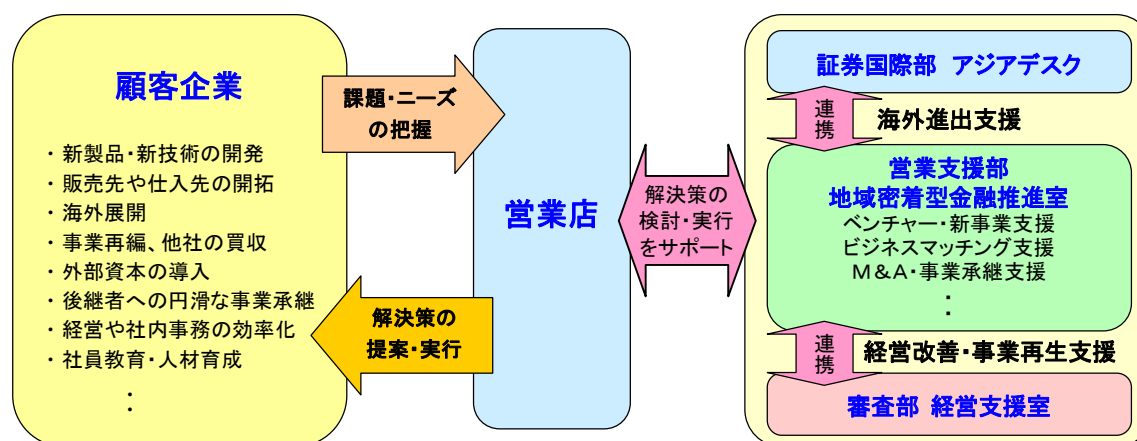 顧客企業
・新製品・新技術の開発
・販売先や仕入先の開拓
・海外展開
・事業再編、他社の買収
・外部資本の導入
・後継者への円滑な事業承継
・経営や社内事務の効率化
・社員教育・人材育成
：
課題・ニーズ
の把握
解決策の
提案・実行
営業店
解決策の
検討・実行
をサポート
証券国際部 アジアデスク
連携
海外進出支援
営業支援部
地域密着型金融推進室
ベンチャー・新事業支援
ビジネスマッチング支援
Ｍ＆Ａ・事業承継支援
：
連携
経営改善・事業再生支援
審査部 経営支援室